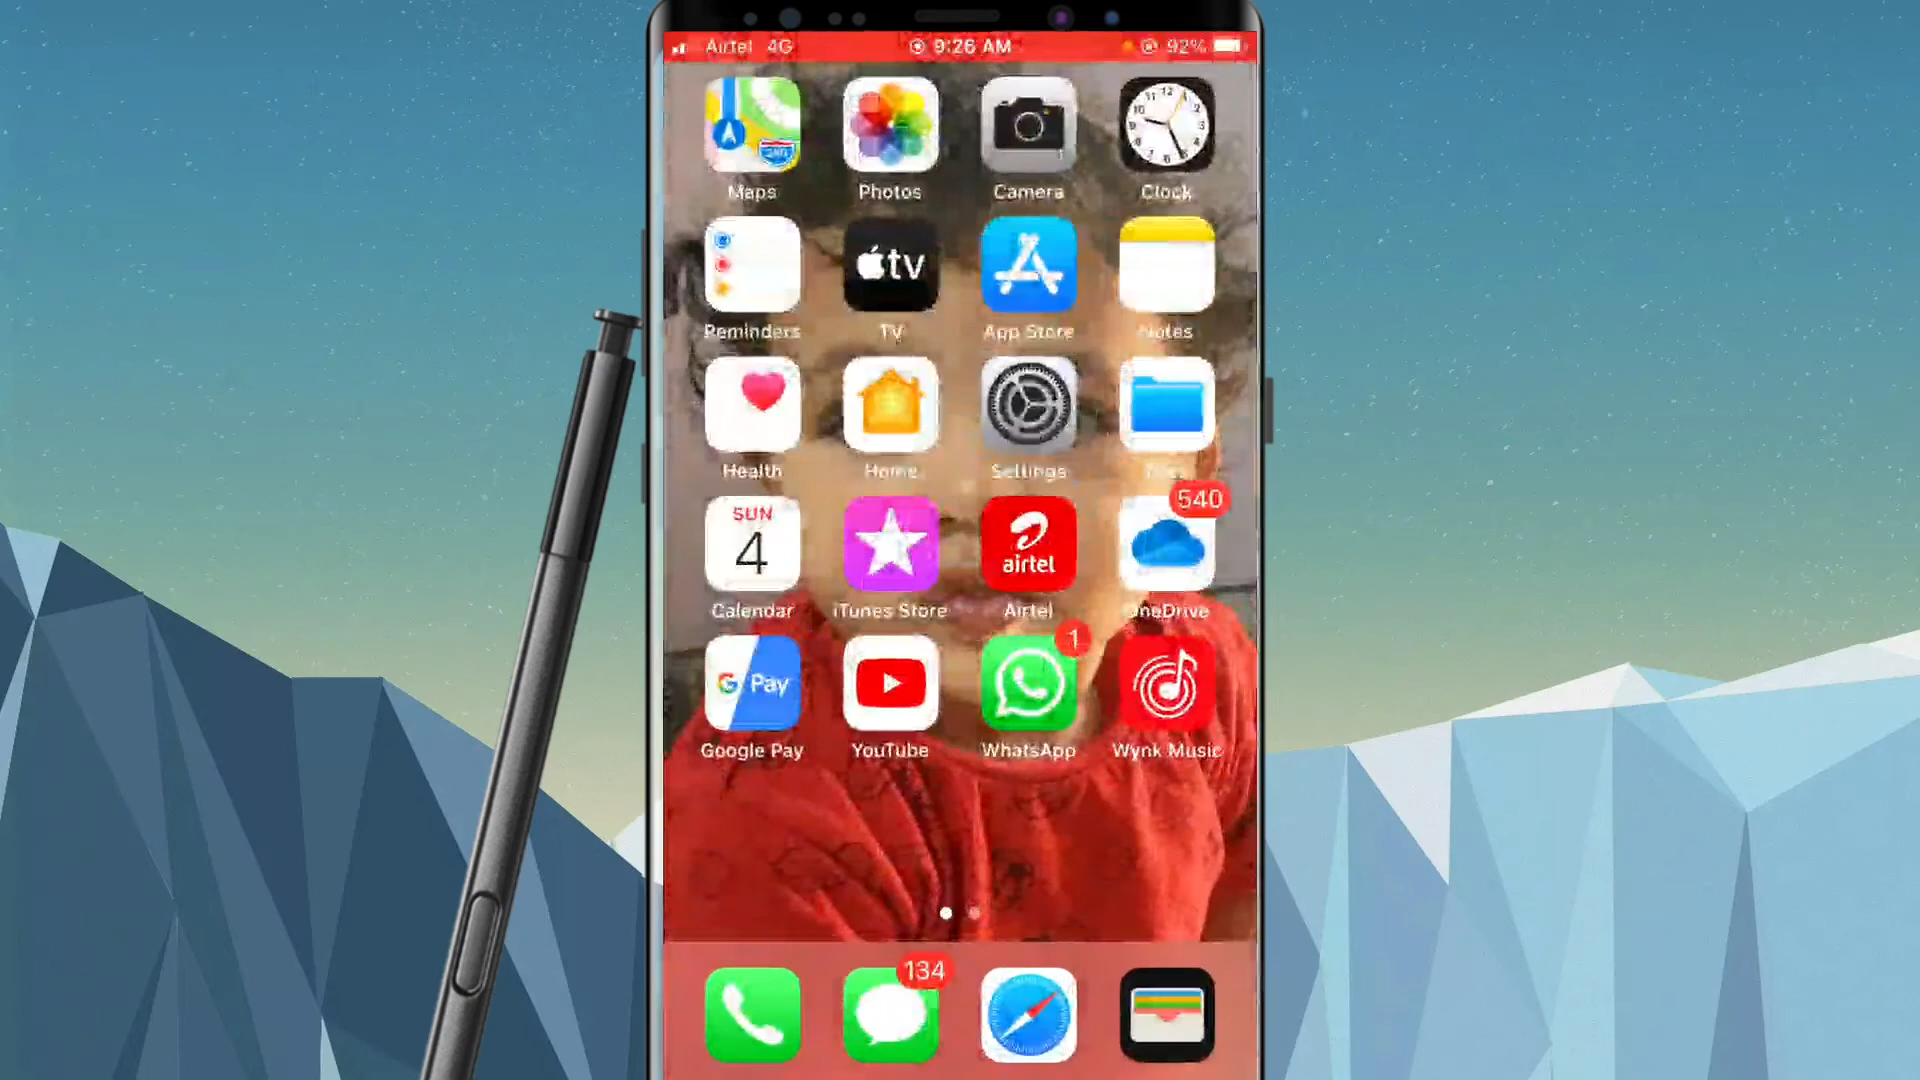 Airtel 4G 9:26 AM 92%
Maps Photos Camera Clock
tv
Reminders TV App Store Notes
Health Home Settings
540
SUN
4 airtel
Calendar iTunes Store Airtel OneDrive
1
G Pay
Google Pay YouTube WhatsApp Wynk Music
134